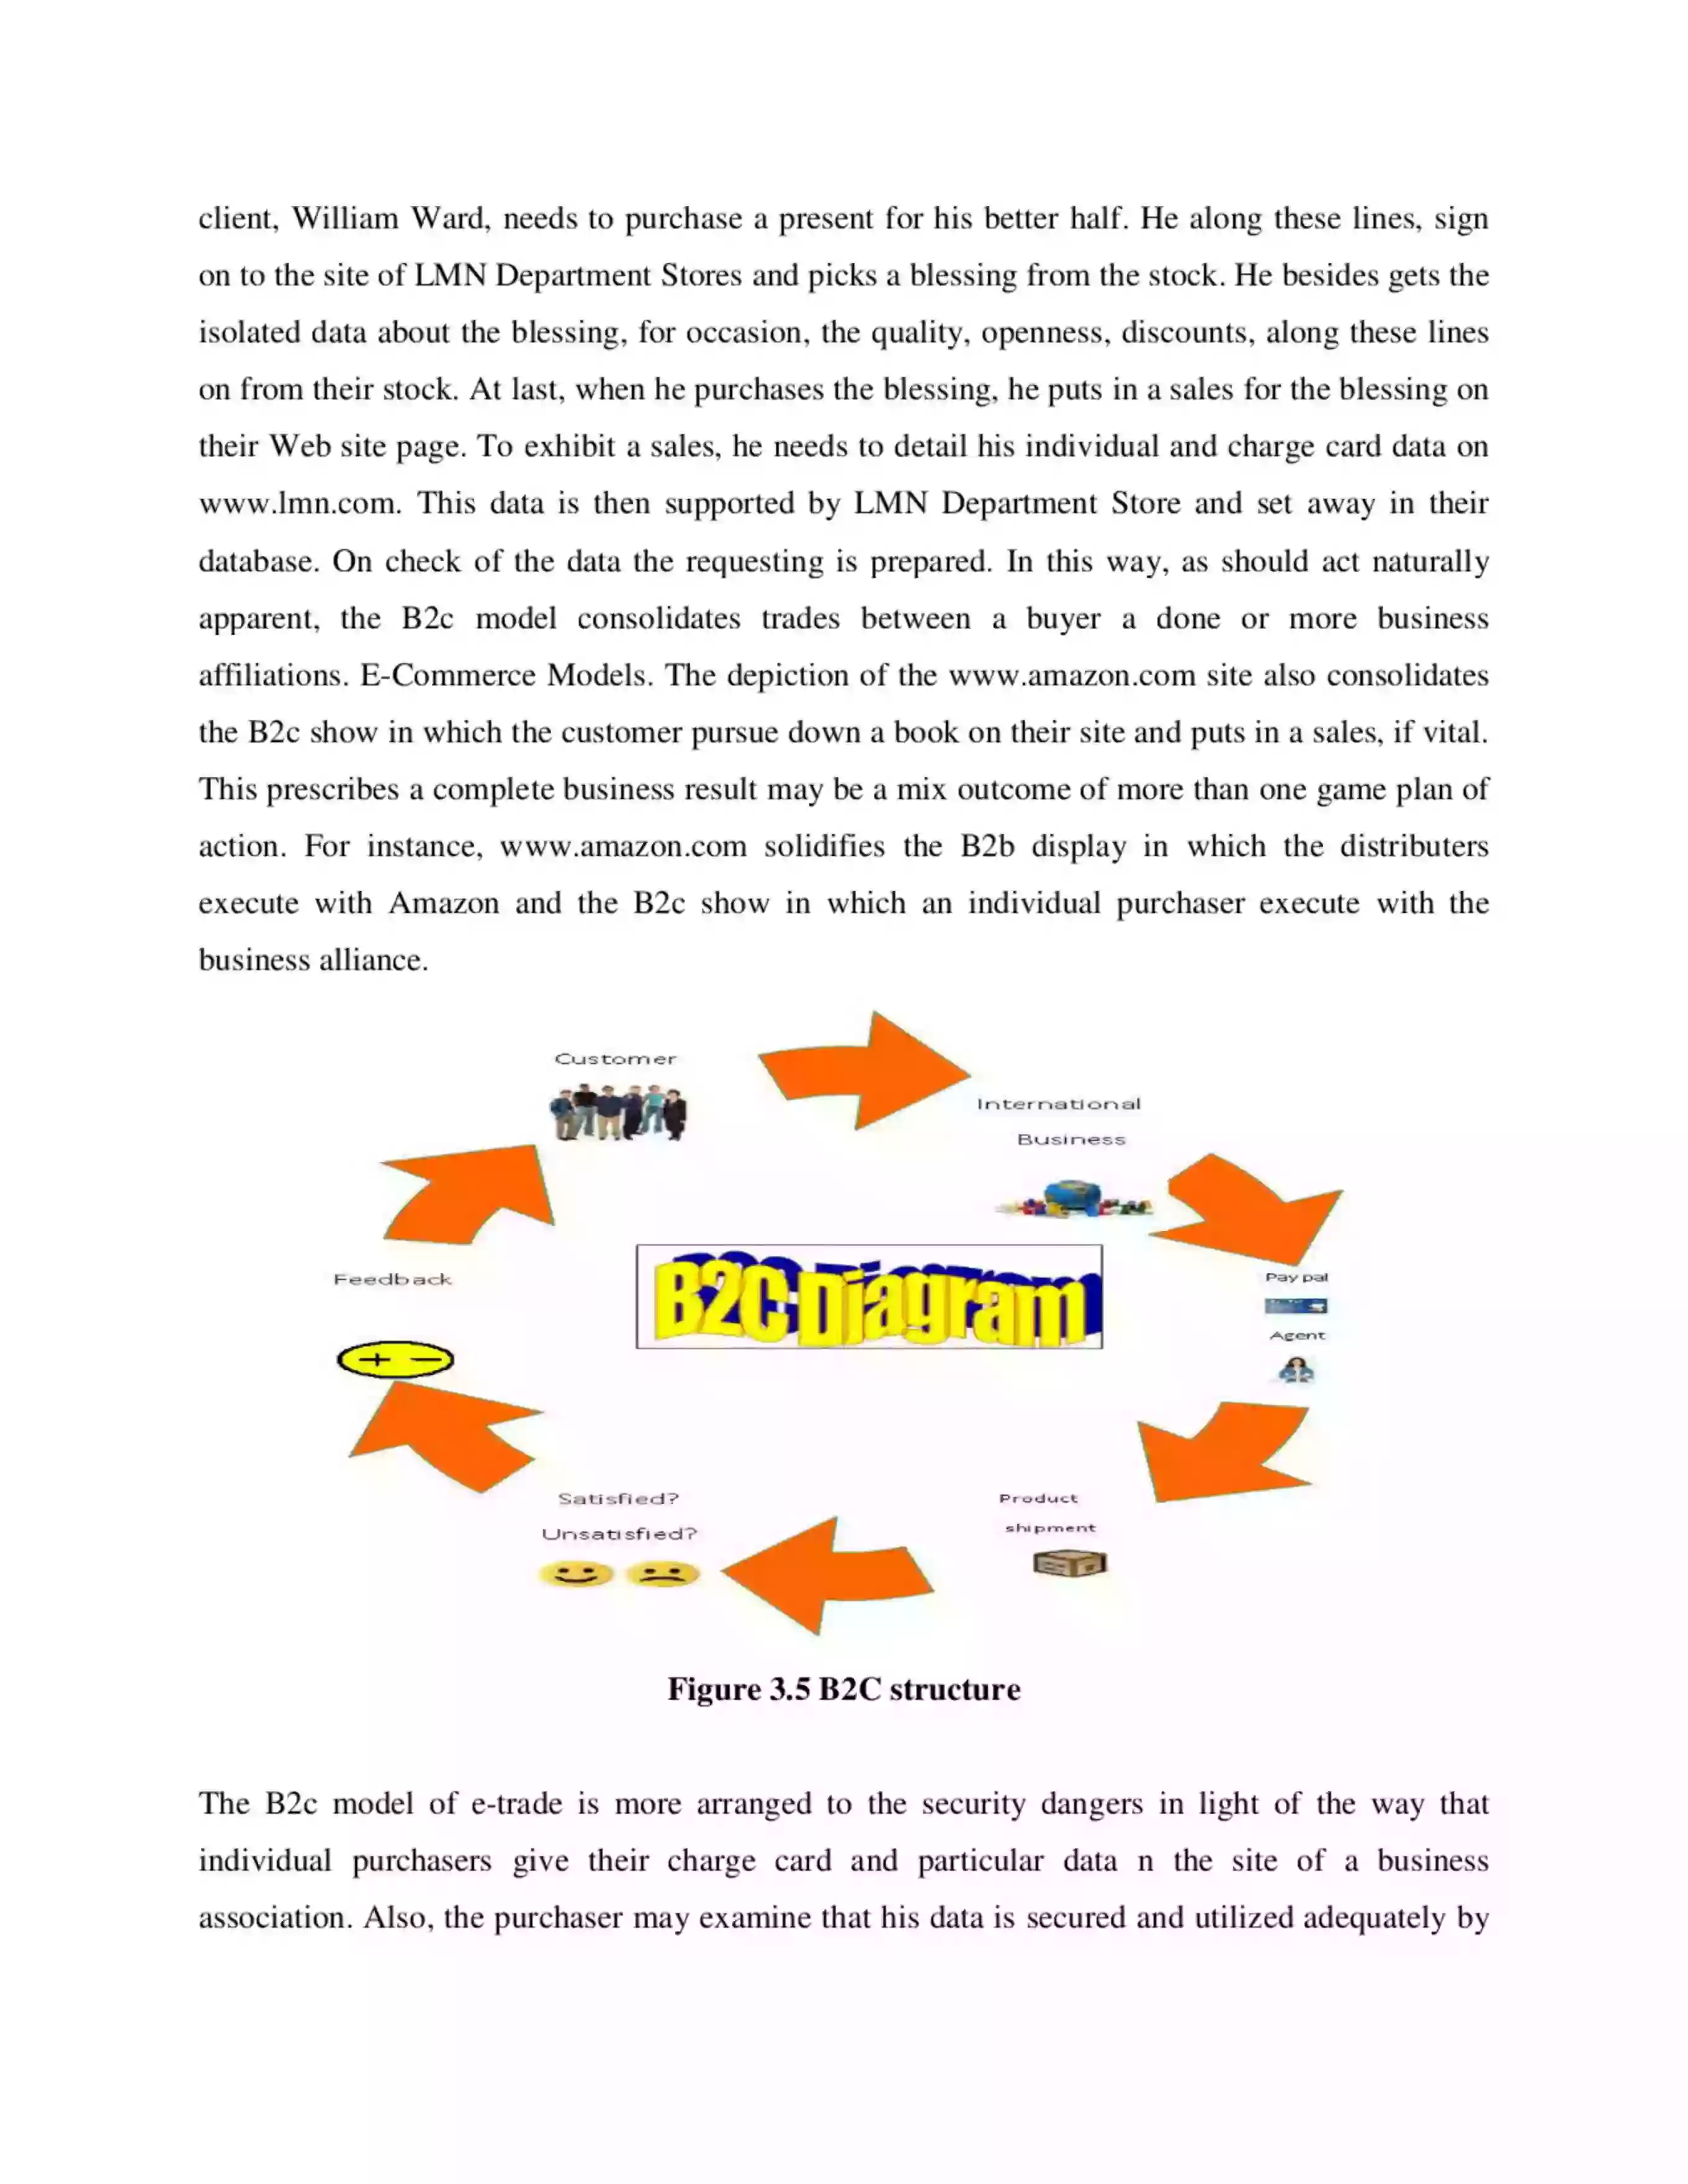 client, William Ward, needs to purchase a present for his better half. He along these lines, sign
on to the site of LMN Department Stores and picks a blessing from the stock. He besides gets the
isolated data about the blessing, for occasion, the quality, openness, discounts, along these lines
on from their stock. At last, when he purchases the blessing, he puts in a sales for the blessing on
their Web site page. To exhibit a sales, he needs to detail his individual and charge card data on
www.lmn.com. This data is then supported by LMN Department Store and set away in their
database. On check of the data the requesting is prepared. In this way, as should act naturally
apparent, the B2c model consolidates trades between a buyer a done or more business
affiliations. E-Commerce Models. The depiction of the www.amazon.com site also consolidates
the B2c show in which the customer pursue down a book on their site and puts in a sales, if vital.
This prescribes a complete business result may be a mix outcome of more than one game plan of
action. For instance, www.amazon.com solidifies the B2b display in which the distributers
execute with Amazon and the B2c show in which an individual purchaser execute with the
business alliance.
Customer
International
Business
Pay pal
Agent
Feedback
+ −
B2C Diagram
Satisfied?
Unsatisfied?
Product
shipment
Figure 3.5 B2C structure
The B2c model of e-trade is more arranged to the security dangers in light of the way that
individual purchasers give their charge card and particular data n the site of a business
association. Also, the purchaser may examine that his data is secured and utilized adequately by